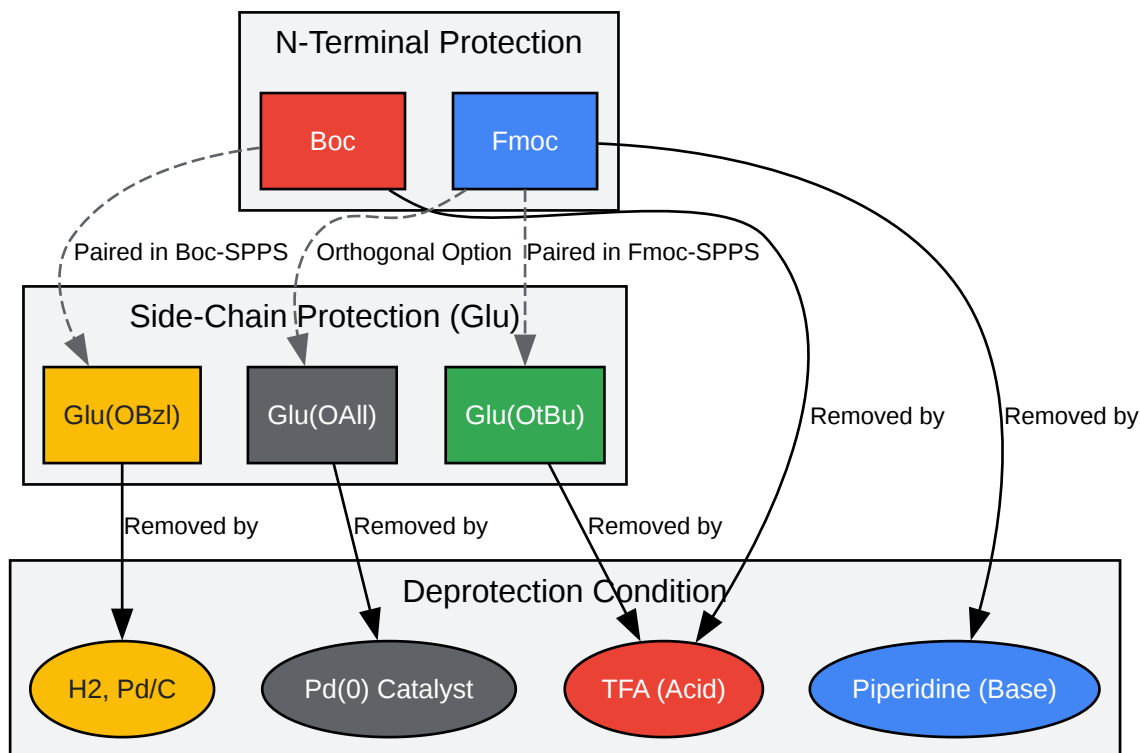 N-Terminal Protection
Boc
Fmoc
Paired in Boc-SPPS
Orthogonal Option
Paired in Fmoc-SPPS
Side-Chain Protection (Glu)
Glu(OBzl)
Glu(OAll)
Glu(OtBu)
Removed by
Removed by
Removed by
Removed by
Removed by
Deprotection Condition
H2, Pd/C
Pd(0) Catalyst
TFA (Acid)
Piperidine (Base)